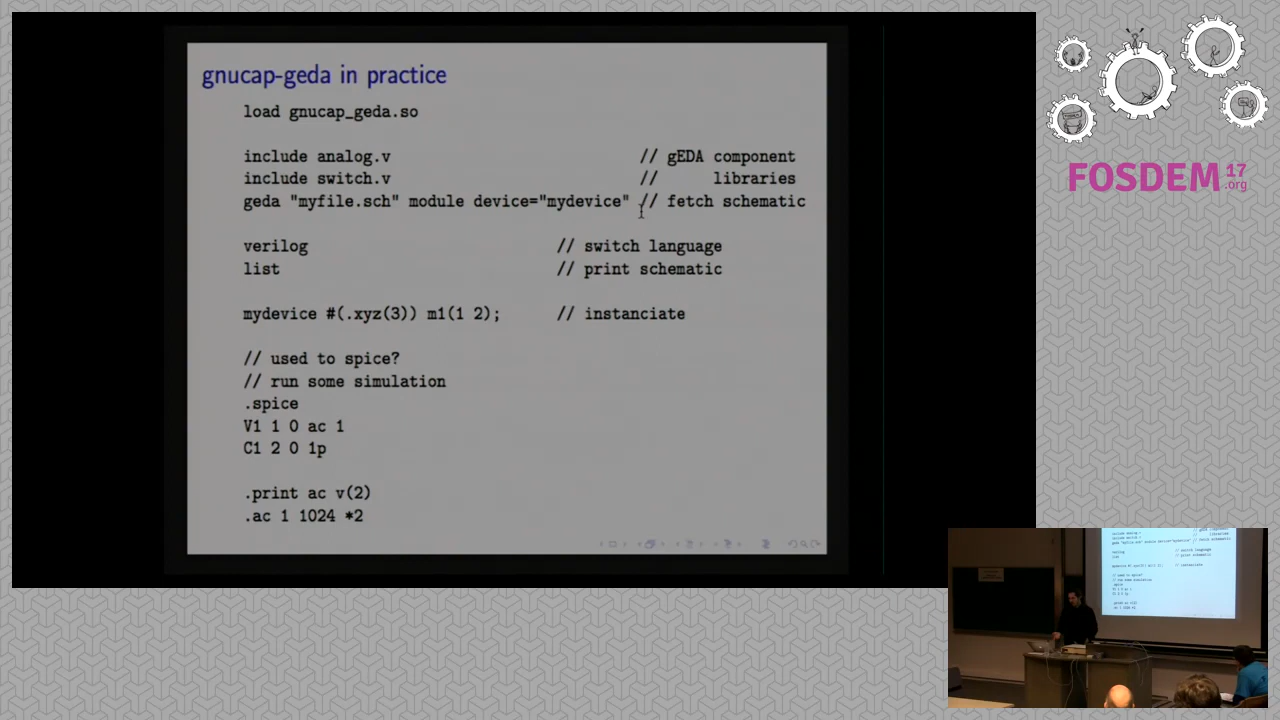 gnucap-geda in practice
load gnucap_geda.so
include analog.v // gEDA component
include switch.v // libraries
geda "myfile.sch" module device="mydevice" // fetch schematic
verilog // switch language
list // print schematic
mydevice #(.xyz(3)) m1(1 2); // instanciate
// used to spice?
// run some simulation
.spice
V1 1 0 ac 1
C1 2 0 1p
.print ac v(2)
.ac 1 1024 *2
FOSDEM 17 .org